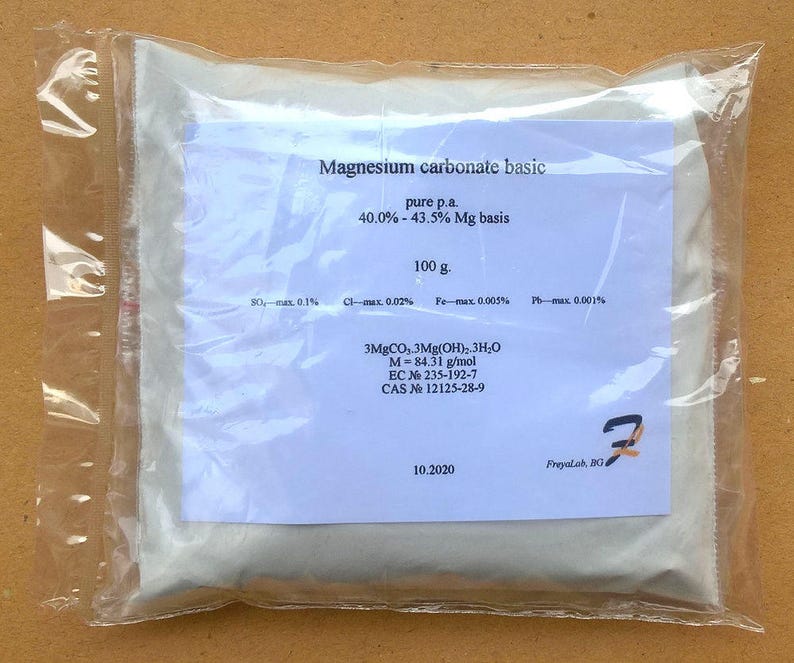 Magnesium carbonate basic
pure p.a.
40.0% - 43.5% Mg basis
100 g.
SO₄—max. 0.1% Cl—max. 0.02% Fe—max. 0.005% Pb—max. 0.001%
3MgCO₃.3Mg(OH)₂.3H₂O
M = 84.31 g/mol
EC № 235-192-7
CAS № 12125-28-9
10.2020
FreyaLab, BG